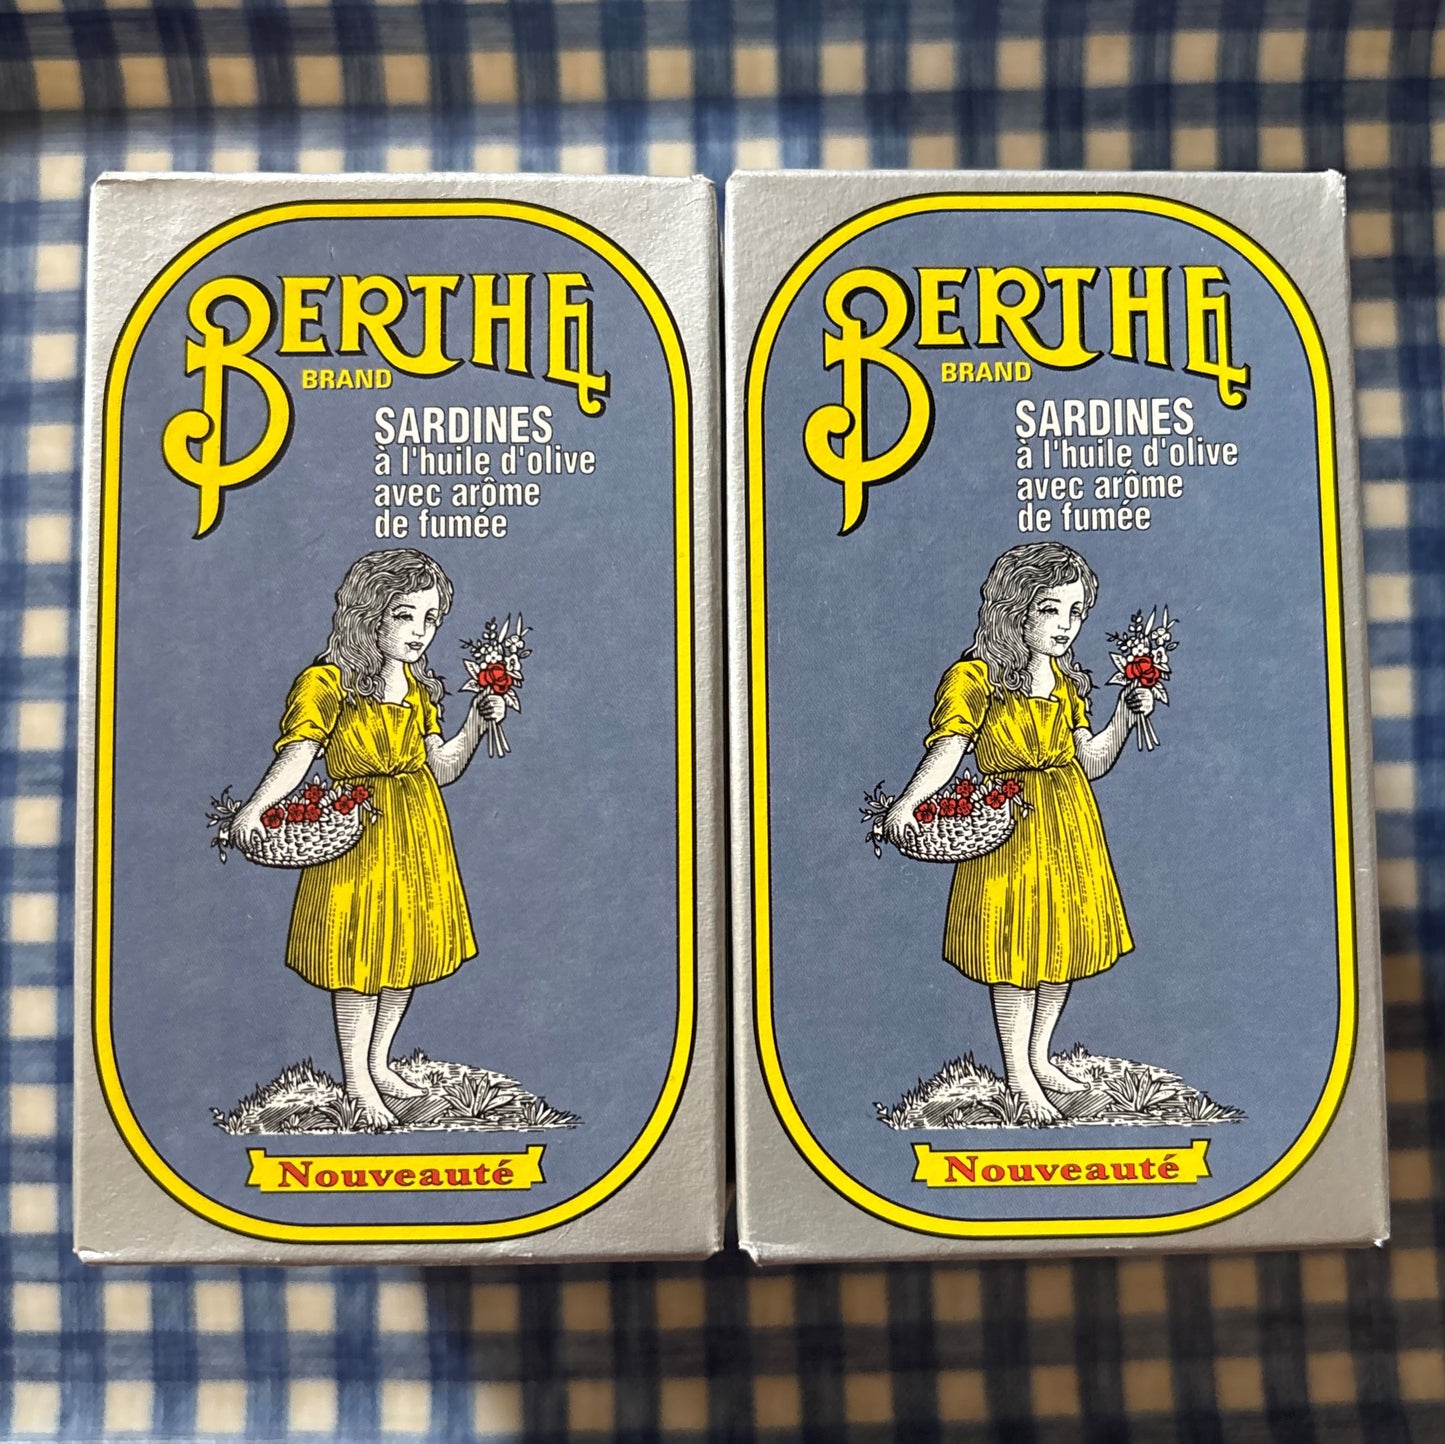 BERTHE
BRAND
SARDINES
à l'huile d'olive
avec arôme
de fumée
Nouveauté
BERTHE
BRAND
SARDINES
à l'huile d'olive
avec arôme
de fumée
Nouveauté